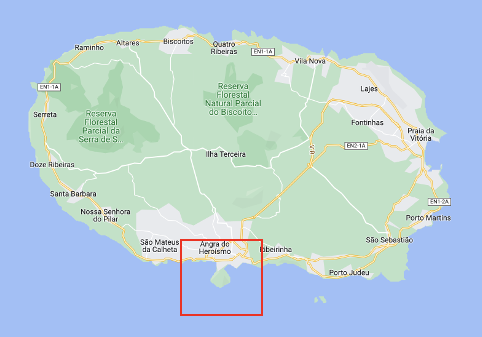 Altares
Biscoitos
Raminho
Quatro
Ribeiras
EN1-1A
Vila Nova
EN1-1A
Reserva
Florestal
Natural Parcial
do Biscoito...
Lajes
Reserva
Florestal
Parcial da
Serra de S...
Serreta
Fontinhas
Praia da
Vitória
EN2-1A
VR
Ilha Terceira
Doze Ribeiras
Santa Barbara
EN1-2A
Nossa Senhora
do Pilar
Porto Martins
São Mateus
da Calheta
Angra do
Heroísmo
Ribeirinha
São Sebastião
Porto Judeu